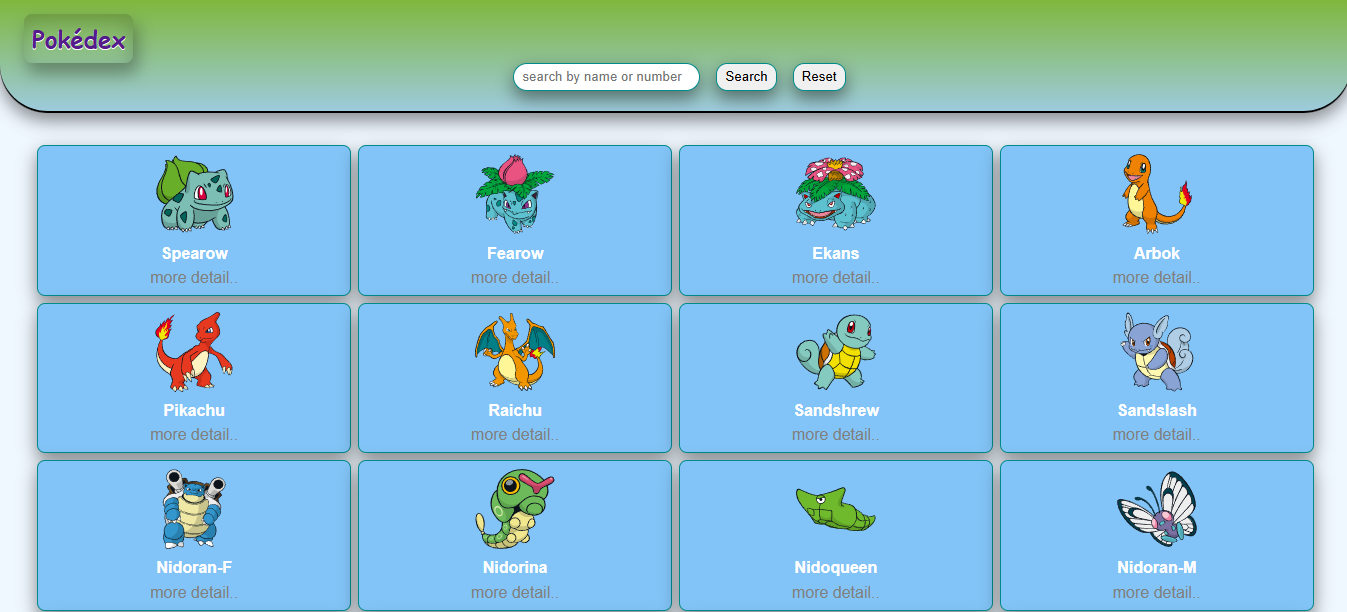 Pokédex
search by name or number Search Reset
Spearow Fearow Ekans Arbok
more detail.. more detail.. more detail.. more detail..
Pikachu Raichu Sandshrew Sandslash
more detail.. more detail.. more detail.. more detail..
Nidoran-F Nidorina Nidoqueen Nidoran-M
more detail.. more detail.. more detail.. more detail..